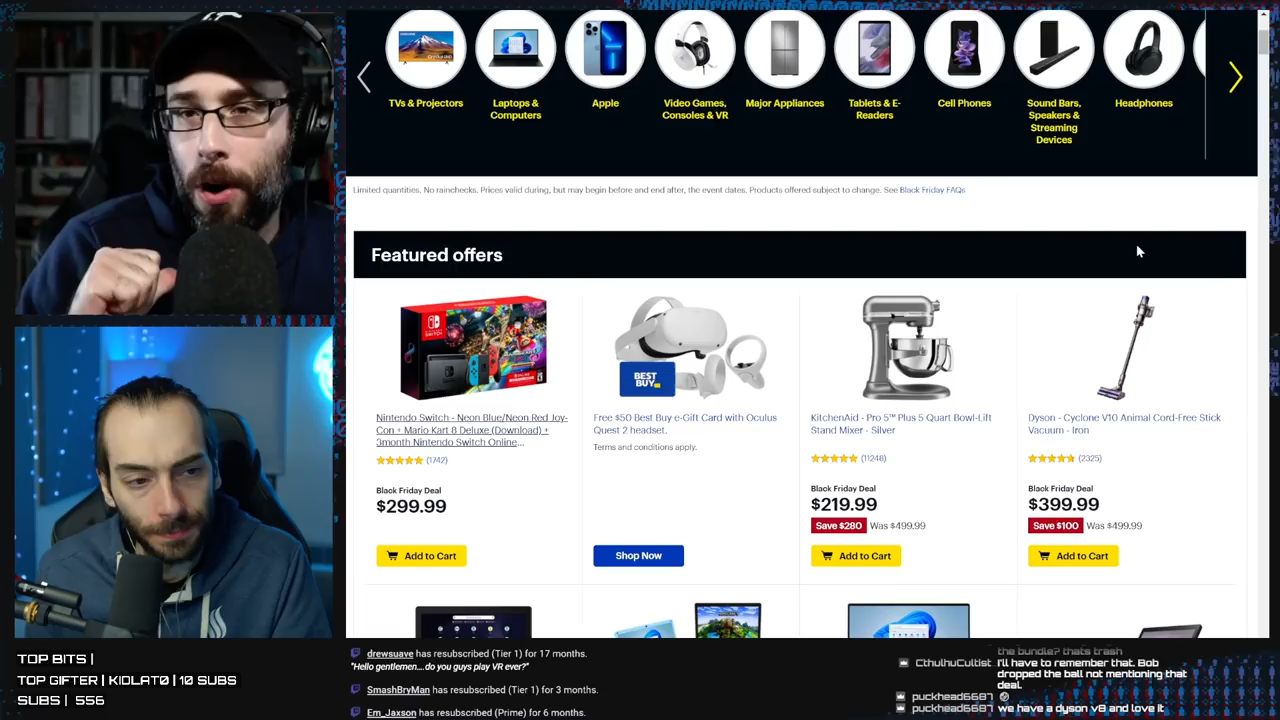 TVs & Projectors
Laptops &
Computers
Apple
Video Games,
Consoles & VR
Major Appliances
Tablets & E-
Readers
Cell Phones
Sound Bars,
Speakers &
Streaming
Devices
Headphones
Limited quantities. No rainchecks. Prices valid during, but may begin before and end after, the event dates. Products offered subject to change. See Black Friday FAQs
Featured offers
BEST
BUY
Nintendo Switch - Neon Blue/Neon Red Joy-
Con + Mario Kart 8 Deluxe (Download) +
3month Nintendo Switch Online...
(1742)
Black Friday Deal
$299.99
Add to Cart
Free $50 Best Buy e-Gift Card with Oculus
Quest 2 headset.
Terms and conditions apply.
Shop Now
KitchenAid - Pro 5™ Plus 5 Quart Bowl-Lift
Stand Mixer - Silver
(11248)
Black Friday Deal
$219.99
Save $280 Was $499.99
Add to Cart
Dyson - Cyclone V10 Animal Cord-Free Stick
Vacuum - Iron
(2325)
Black Friday Deal
$399.99
Save $100 Was $499.99
Add to Cart
TOP BITS |
TOP GIFTER | KIDLAT0 | 10 SUBS
SUBS | 556
drewsuave has resubscribed (Tier 1) for 17 months.
"Hello gentlemen....do you guys play VR ever?"
SmashBryMan has resubscribed (Tier 1) for 3 months.
Em_Jaxson has resubscribed (Prime) for 6 months.
the bundle? thats trash
CthulhuCultist I'll have to remember that. Bob
dropped the ball not mentioning that
deal.
puckhead6687
puckhead6687 we have a dyson v8 and love it